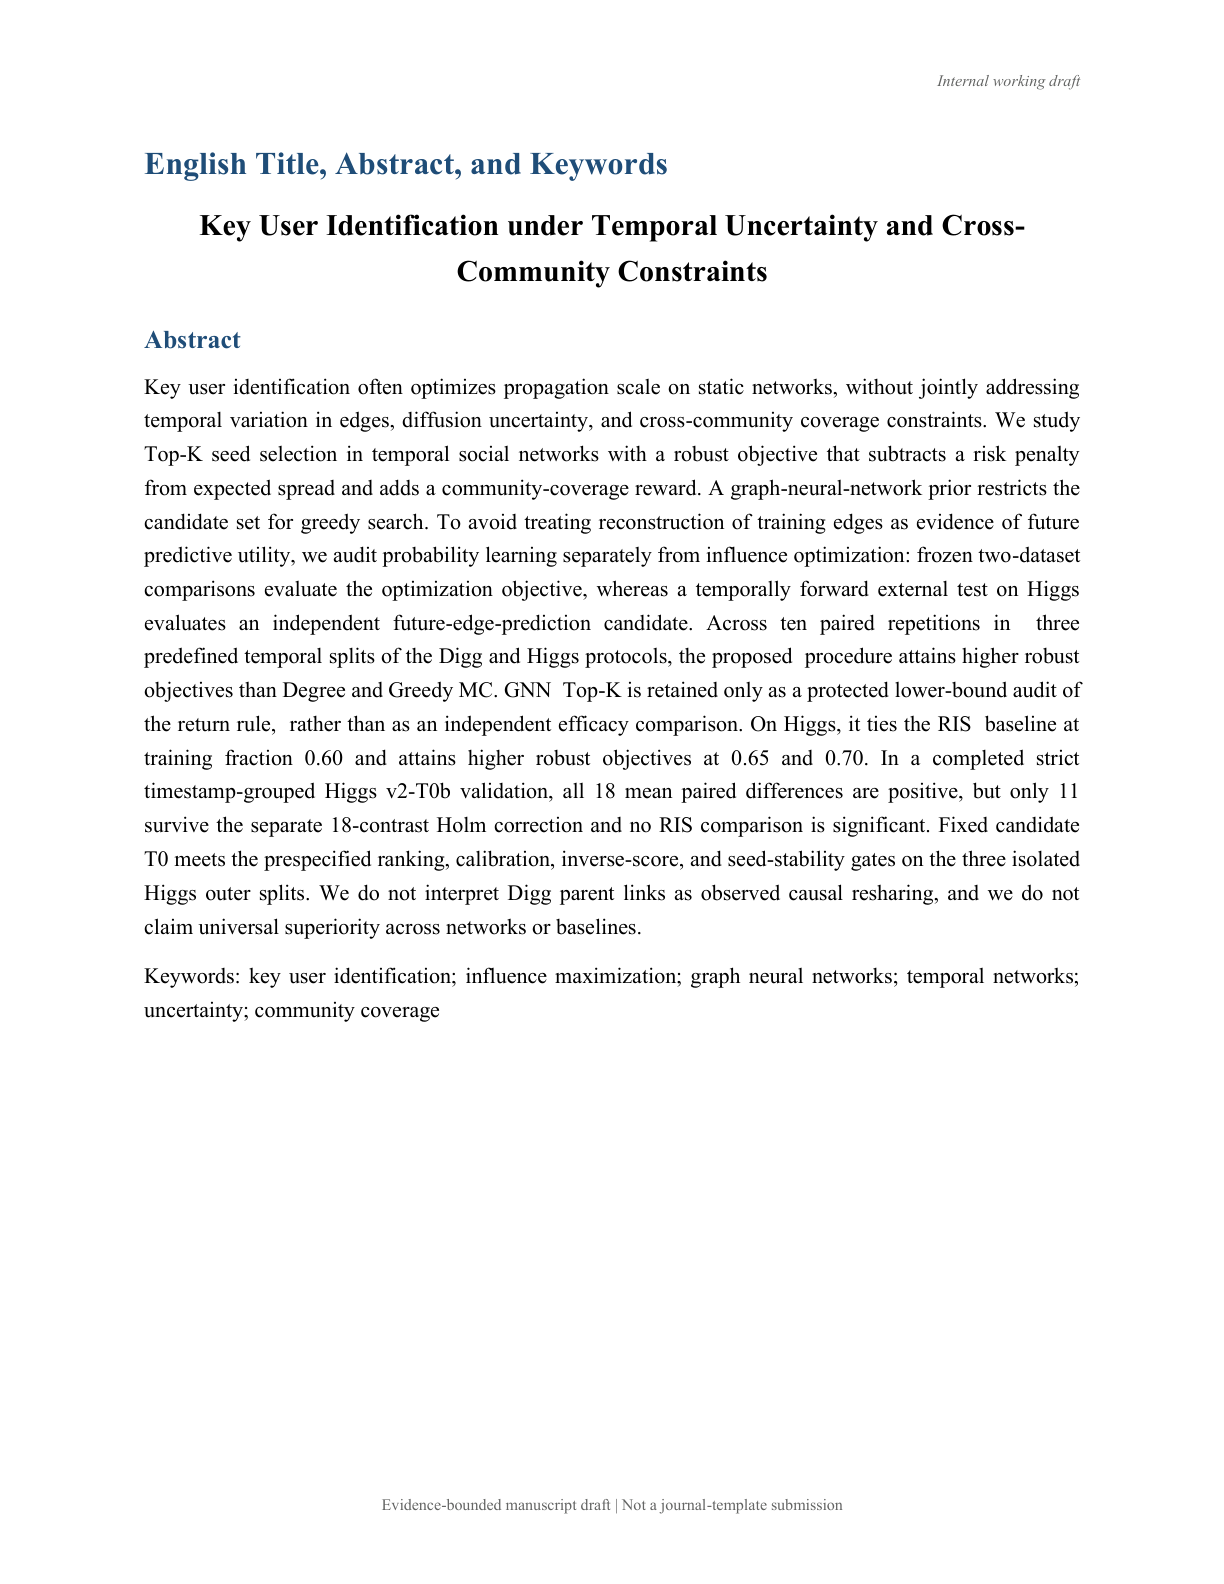 Internal working draft
English Title, Abstract, and Keywords
Key User Identification under Temporal Uncertainty and Cross-
Community Constraints
Abstract
Key user identification often optimizes propagation scale on static networks, without jointly addressing
temporal variation in edges, diffusion uncertainty, and cross-community coverage constraints. We study
Top-K seed selection in temporal social networks with a robust objective that subtracts a risk penalty
from expected spread and adds a community-coverage reward. A graph-neural-network prior restricts the
candidate set for greedy search. To avoid treating reconstruction of training edges as evidence of future
predictive utility, we audit probability learning separately from influence optimization: frozen two-dataset
comparisons evaluate the optimization objective, whereas a temporally forward external test on Higgs
evaluates an independent future-edge-prediction candidate. Across ten paired repetitions in three
predefined temporal splits of the Digg and Higgs protocols, the proposed procedure attains higher robust
objectives than Degree and Greedy MC. GNN Top-K is retained only as a protected lower-bound audit of
the return rule, rather than as an independent efficacy comparison. On Higgs, it ties the RIS baseline at
training fraction 0.60 and attains higher robust objectives at 0.65 and 0.70. In a completed strict
timestamp-grouped Higgs v2-T0b validation, all 18 mean paired differences are positive, but only 11
survive the separate 18-contrast Holm correction and no RIS comparison is significant. Fixed candidate
T0 meets the prespecified ranking, calibration, inverse-score, and seed-stability gates on the three isolated
Higgs outer splits. We do not interpret Digg parent links as observed causal resharing, and we do not
claim universal superiority across networks or baselines.
Keywords: key user identification; influence maximization; graph neural networks; temporal networks;
uncertainty; community coverage
Evidence-bounded manuscript draft | Not a journal-template submission